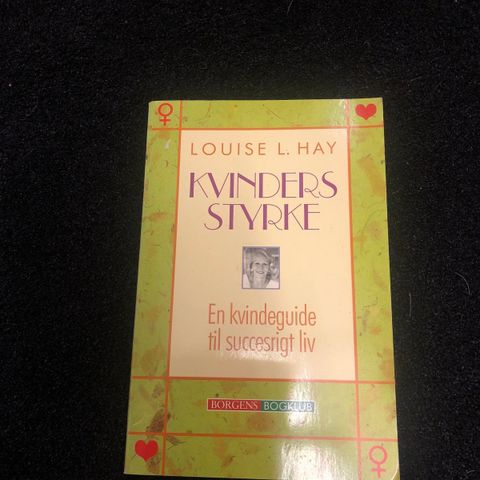 LOUISE L. HAY
KVINDERS
STYRKE
En kvindeguide
til succesrigt liv
BORGENS BOGKLUB